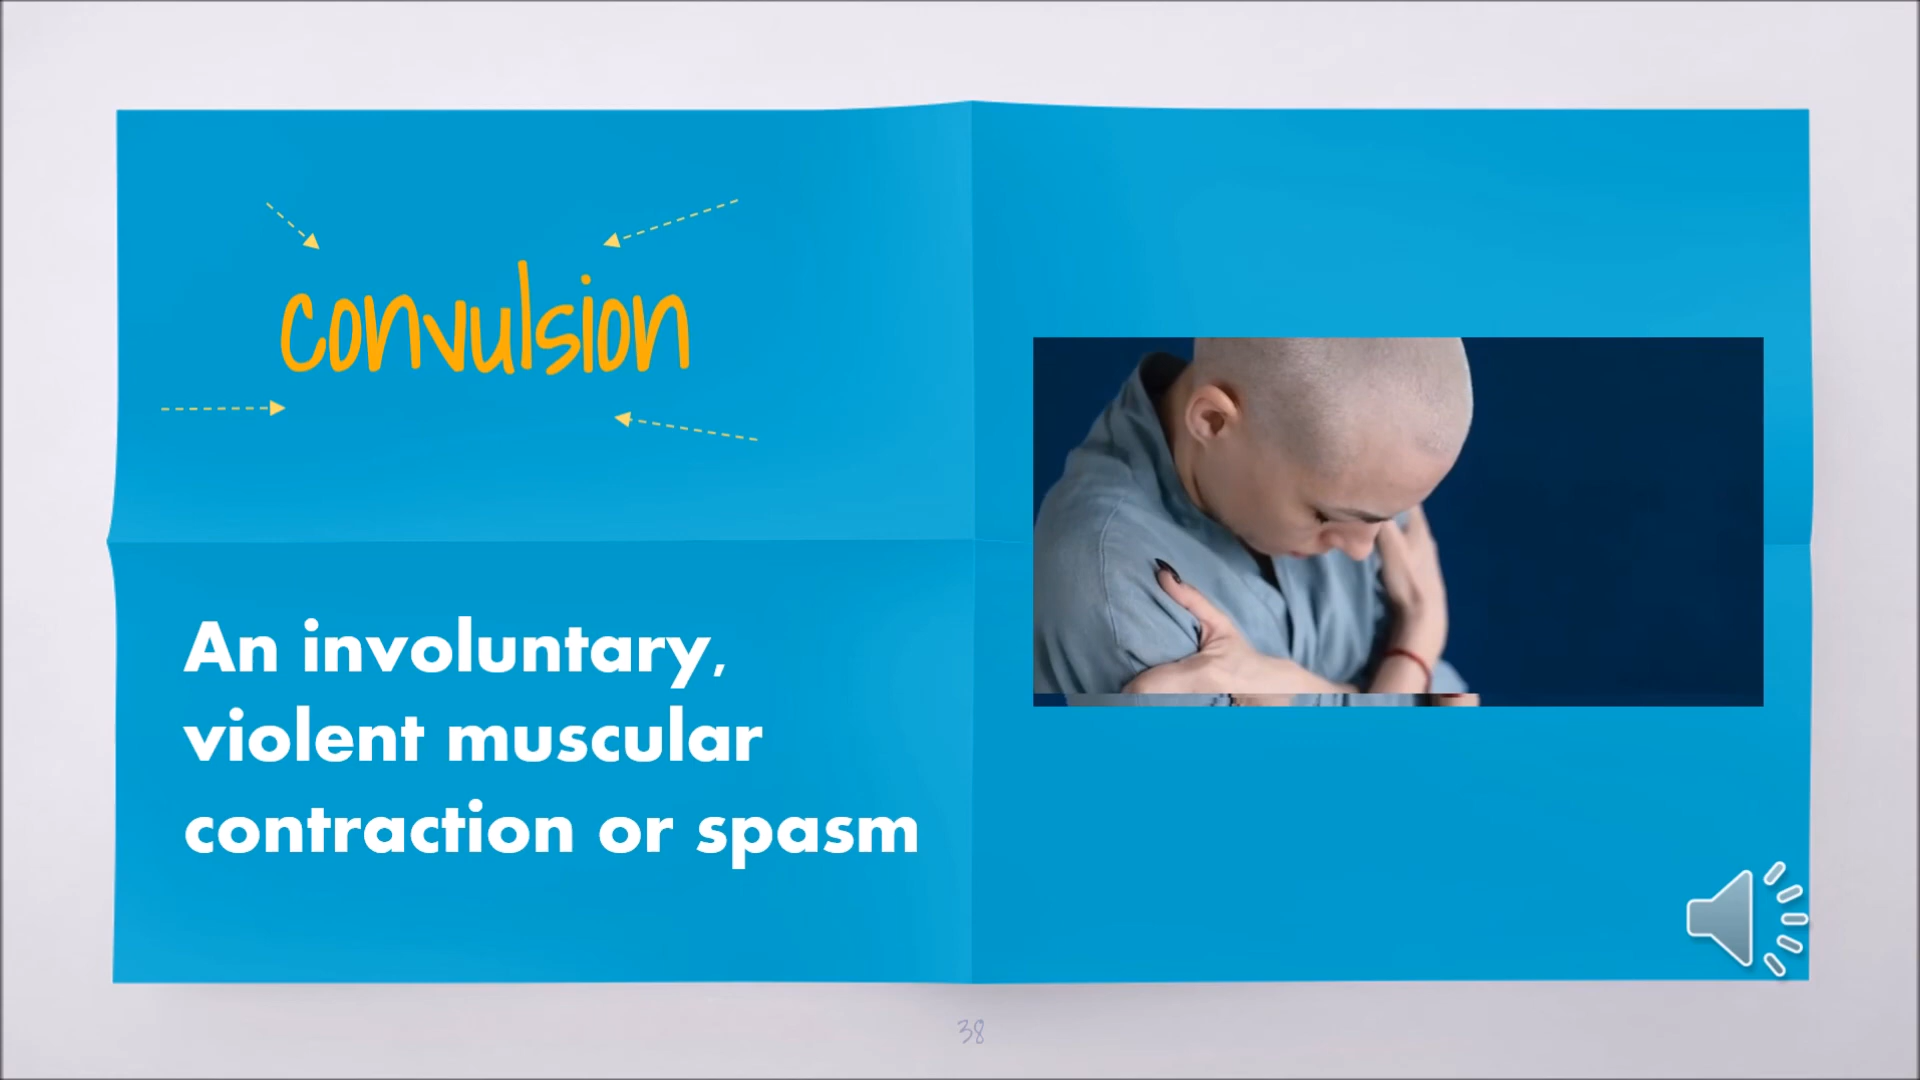 convulsion
An involuntary,
violent muscular
contraction or spasm
38